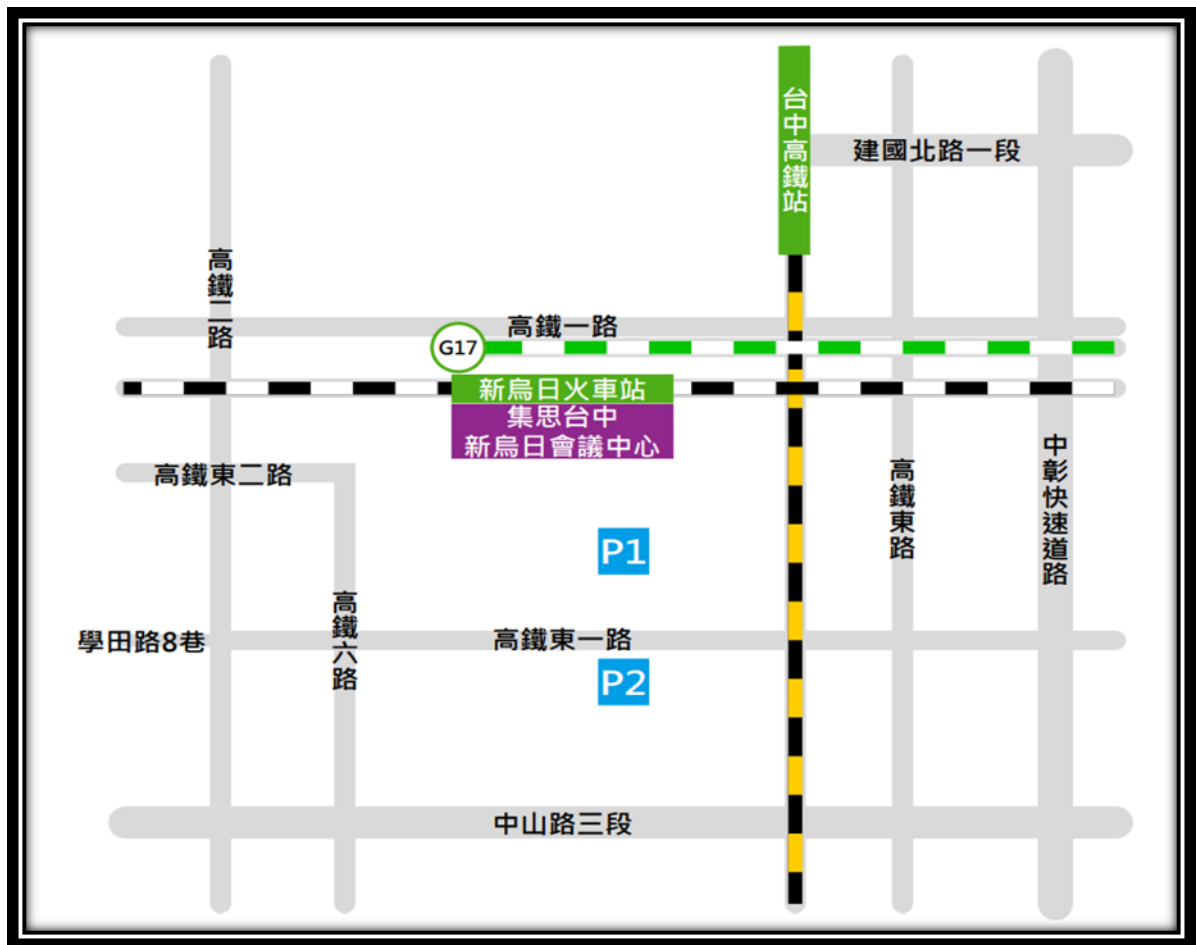 台中高鐵站
建國北路一段
高鐵二路
高鐵一路
G17
新烏日火車站
集思台中
新烏日會議中心
高鐵東二路
高鐵東路
中彰快速道路
P1
高鐵六路
學田路8巷
高鐵東一路
P2
中山路三段